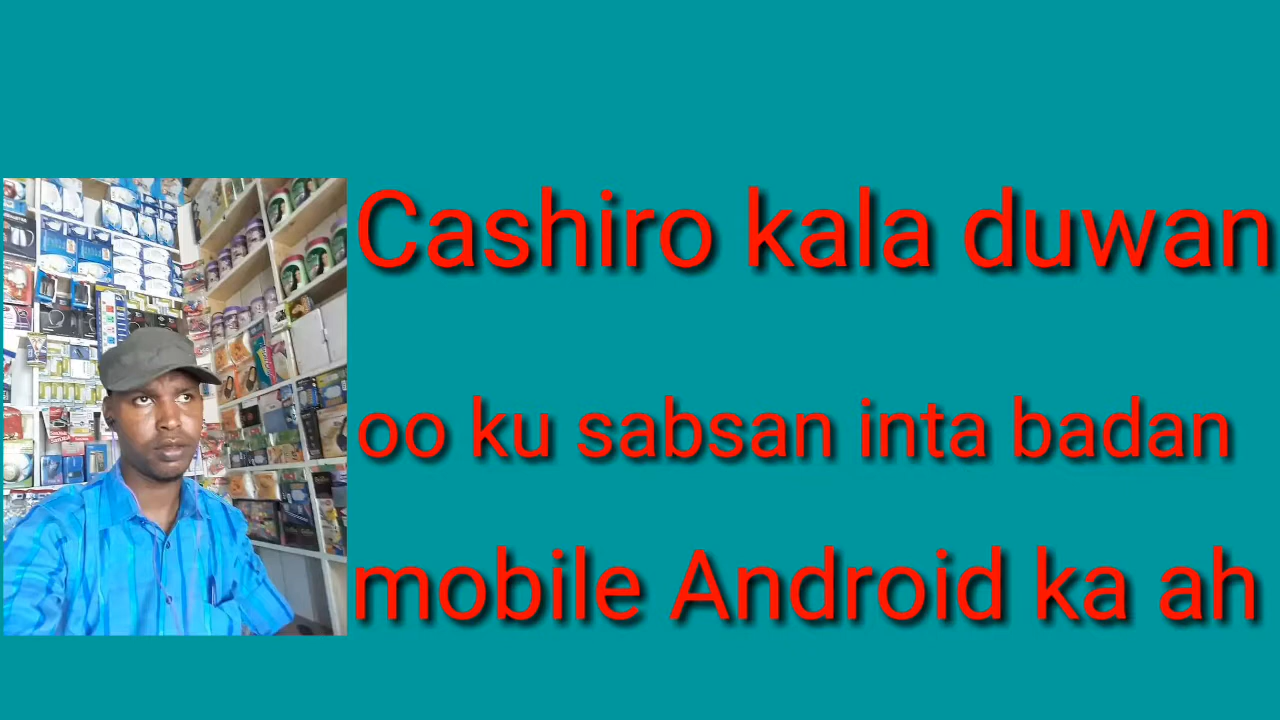 Cashiro kala duwan
oo ku sabsan inta badan
mobile Android ka ah